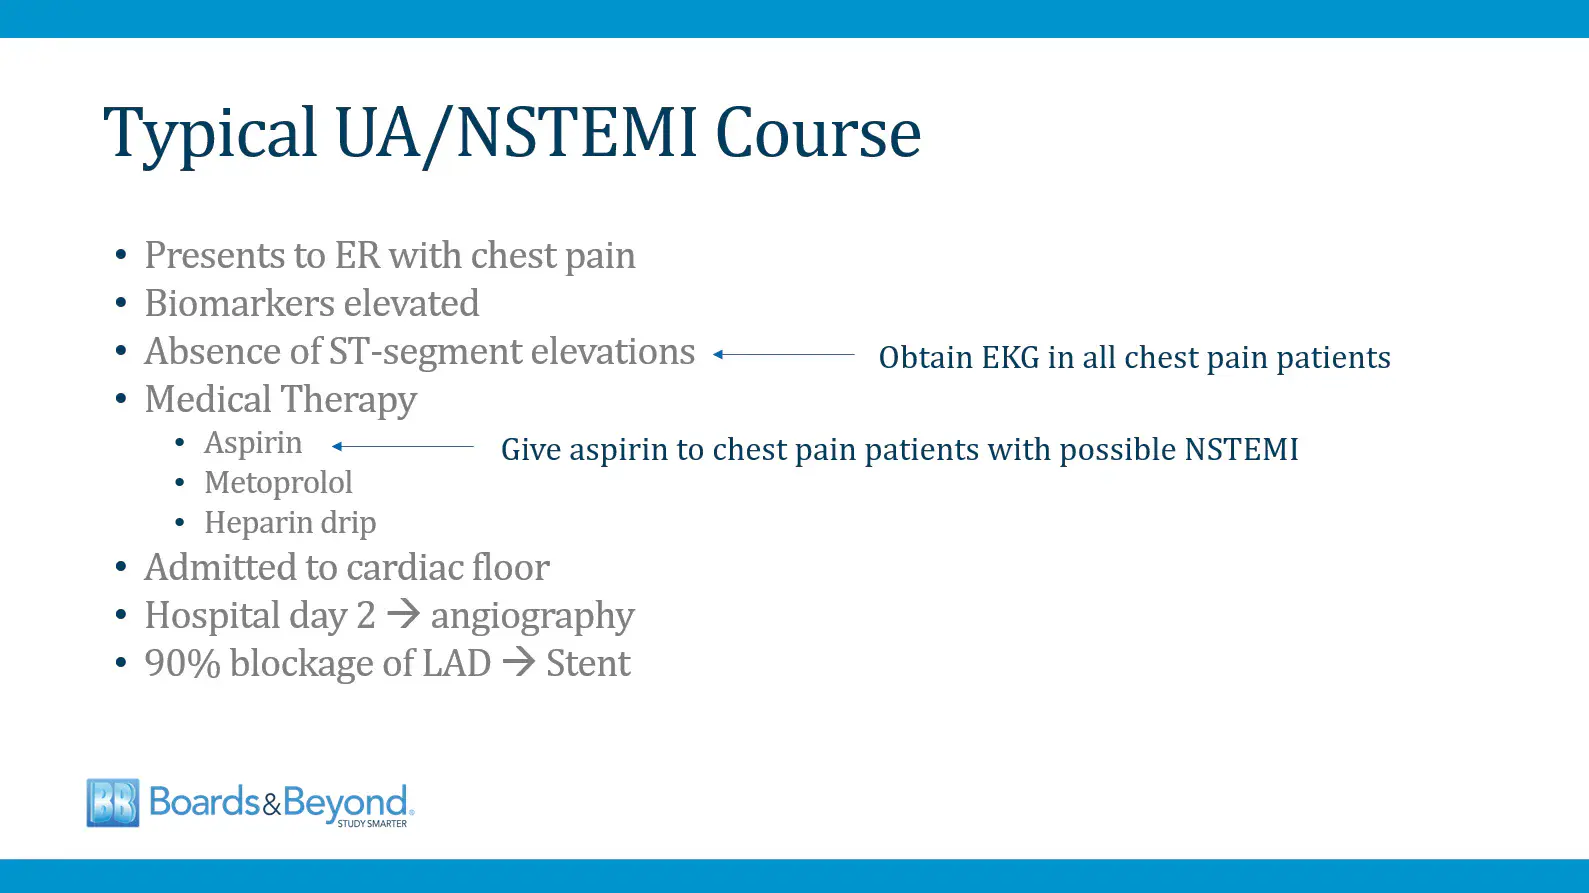 Typical UA/NSTEMI Course
• Presents to ER with chest pain
• Biomarkers elevated
• Absence of ST-segment elevations
Obtain EKG in all chest pain patients
• Medical Therapy
• Aspirin
Give aspirin to chest pain patients with possible NSTEMI
• Metoprolol
• Heparin drip
• Admitted to cardiac floor
• Hospital day 2 → angiography
• 90% blockage of LAD → Stent
BB Boards&Beyond®
STUDY SMARTER